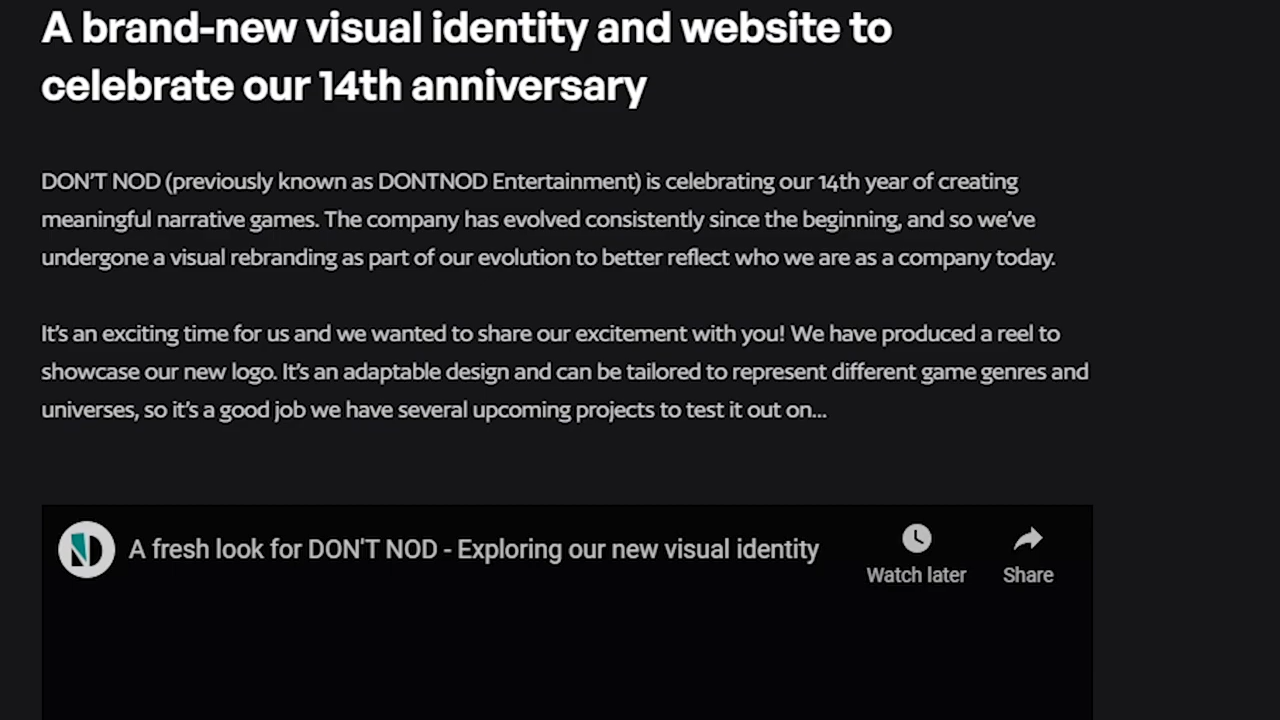 A brand-new visual identity and website to
celebrate our 14th anniversary
DON'T NOD (previously known as DONTNOD Entertainment) is celebrating our 14th year of creating
meaningful narrative games. The company has evolved consistently since the beginning, and so we've
undergone a visual rebranding as part of our evolution to better reflect who we are as a company today.
It's an exciting time for us and we wanted to share our excitement with you! We have produced a reel to
showcase our new logo. It's an adaptable design and can be tailored to represent different game genres and
universes, so it's a good job we have several upcoming projects to test it out on...
ND A fresh look for DON'T NOD - Exploring our new visual identity
Watch later
Share